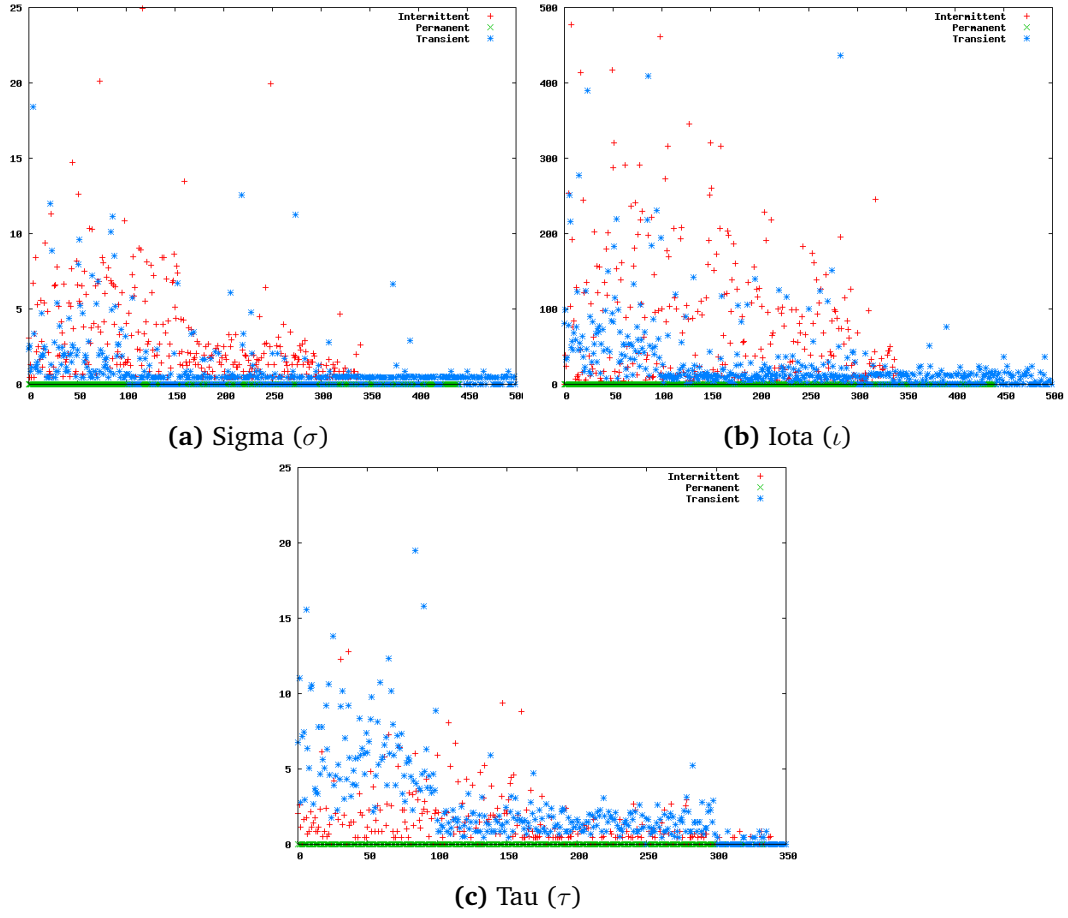 25
20
15
10
5
0
0 50 100 150 200 250 300 350 400 450 500
Intermittent
Permanent
Transient
(a) Sigma (σ)
500
400
300
200
100
0
0 50 100 150 200 250 300 350 400 450 500
Intermittent
Permanent
Transient
(b) Iota (ι)
25
20
15
10
5
0
0 50 100 150 200 250 300 350
Intermittent
Permanent
Transient
(c) Tau (τ)